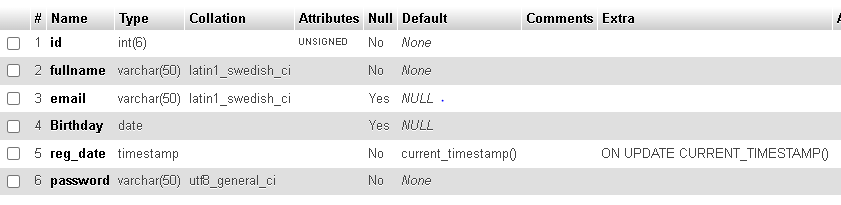 # Name Type Collation Attributes Null Default Comments Extra A
1 id int(6) UNSIGNED No None
2 fullname varchar(50) latin1_swedish_ci No None
3 email varchar(50) latin1_swedish_ci Yes NULL
4 Birthday date Yes NULL
5 reg_date timestamp No current_timestamp() ON UPDATE CURRENT_TIMESTAMP()
6 password varchar(50) utf8_general_ci No None